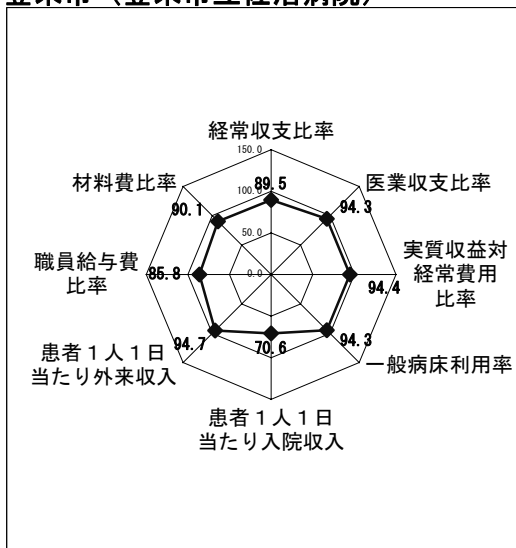 経常収支比率
150.0
材料費比率
100.0
89.5
医業収支比率
90.1
94.3
50.0
職員給与費
比率
85.8
0.0
実質収益対
経常費用
比率
94.4
94.7
70.6
94.3
患者１人１日
当たり外来収入
一般病床利用率
患者１人１日
当たり入院収入